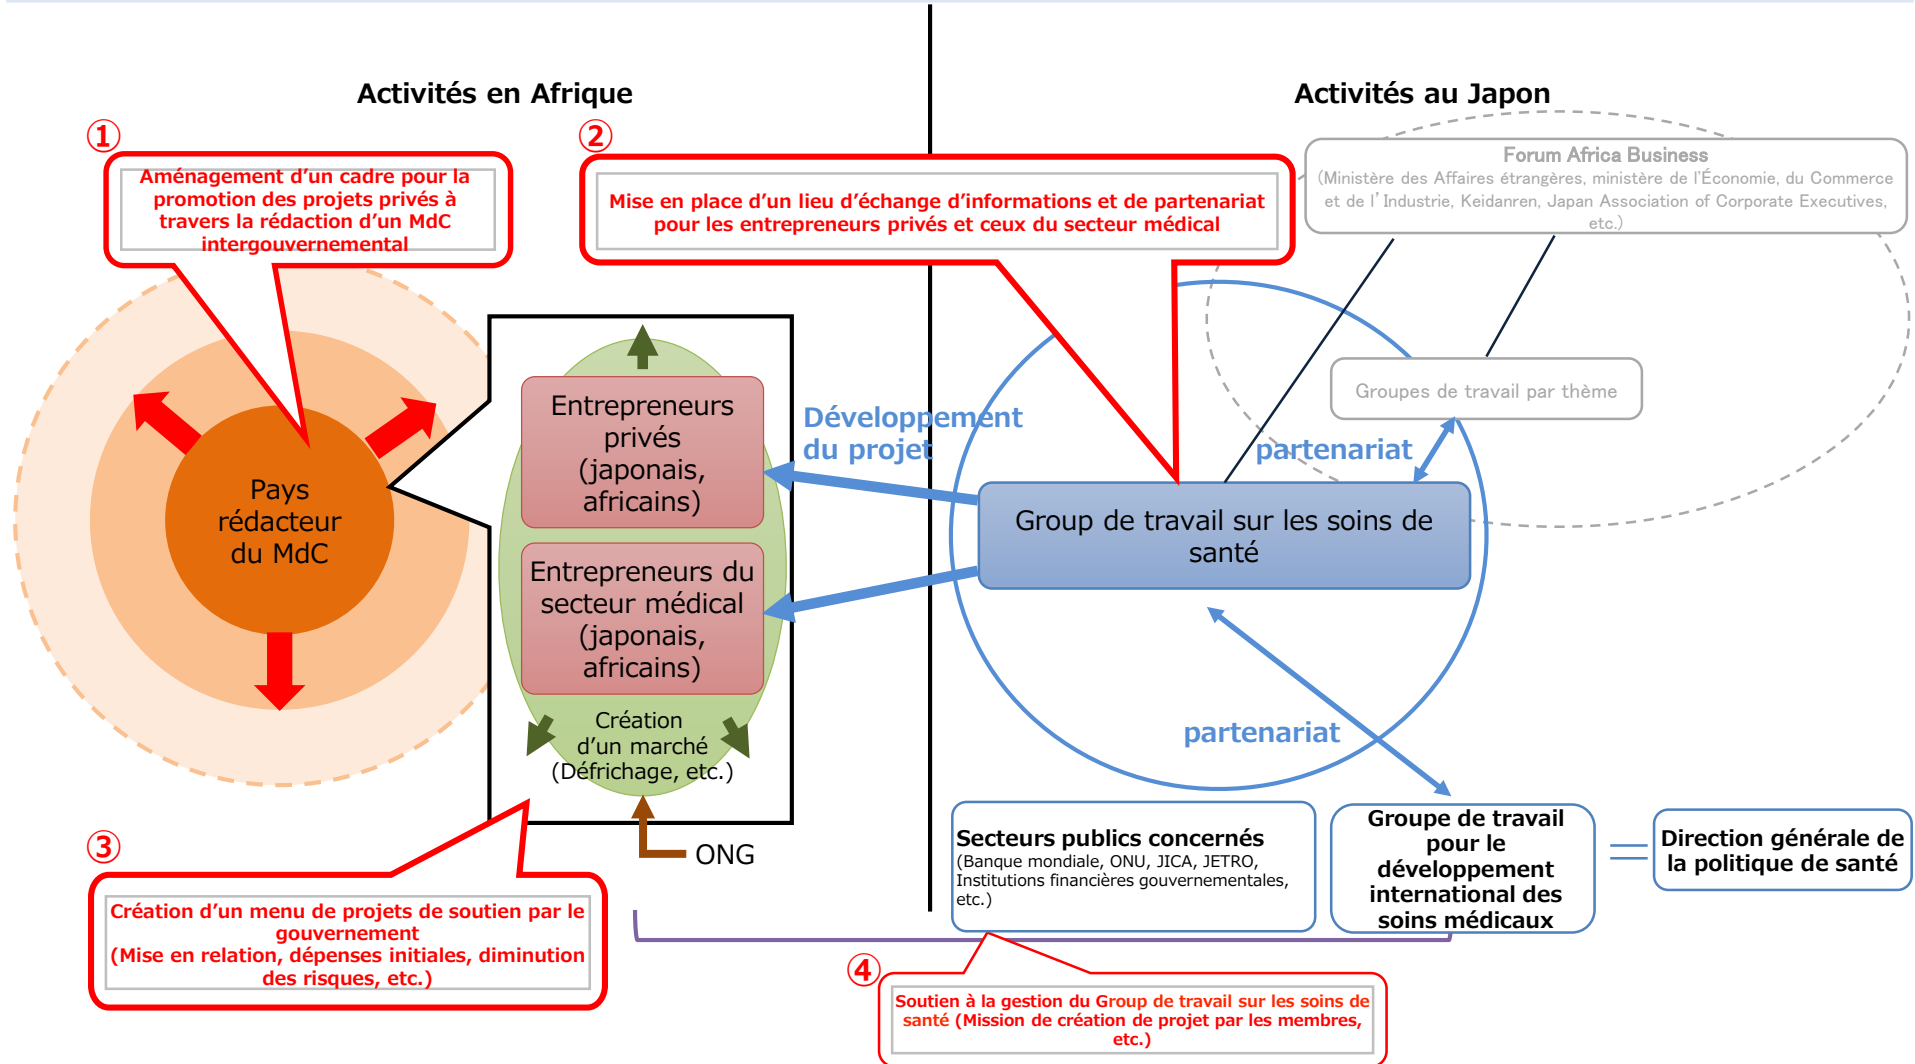 Activités en Afrique
Activités au Japon
①
Aménagement d’un cadre pour la
promotion des projets privés à
travers la rédaction d’un MdC
intergouvernemental
②
Mise en place d’un lieu d’échange d’informations et de partenariat
pour les entrepreneurs privés et ceux du secteur médical
Forum Africa Business
(Ministère des Affaires étrangères, ministère de l’Économie, du Commerce
et de l’Industrie, Keidanren, Japan Association of Corporate Executives,
etc.)
Groupes de travail par thème
partenariat
Pays
rédacteur
du MdC
Entrepreneurs
privés
(japonais,
africains)
Développement
du projet
Entrepreneurs du
secteur médical
(japonais,
africains)
Group de travail sur les soins de
santé
Création
d’un marché
(Défrichage, etc.)
ONG
partenariat
Secteurs publics concernés
(Banque mondiale, ONU, JICA, JETRO,
Institutions financières gouvernementales,
etc.)
Groupe de travail
pour le
développement
international des
soins médicaux
Direction générale de
la politique de santé
③
Création d’un menu de projets de soutien par le
gouvernement
(Mise en relation, dépenses initiales, diminution
des risques, etc.)
④
Soutien à la gestion du Group de travail sur les soins de
santé (Mission de création de projet par les membres,
etc.)